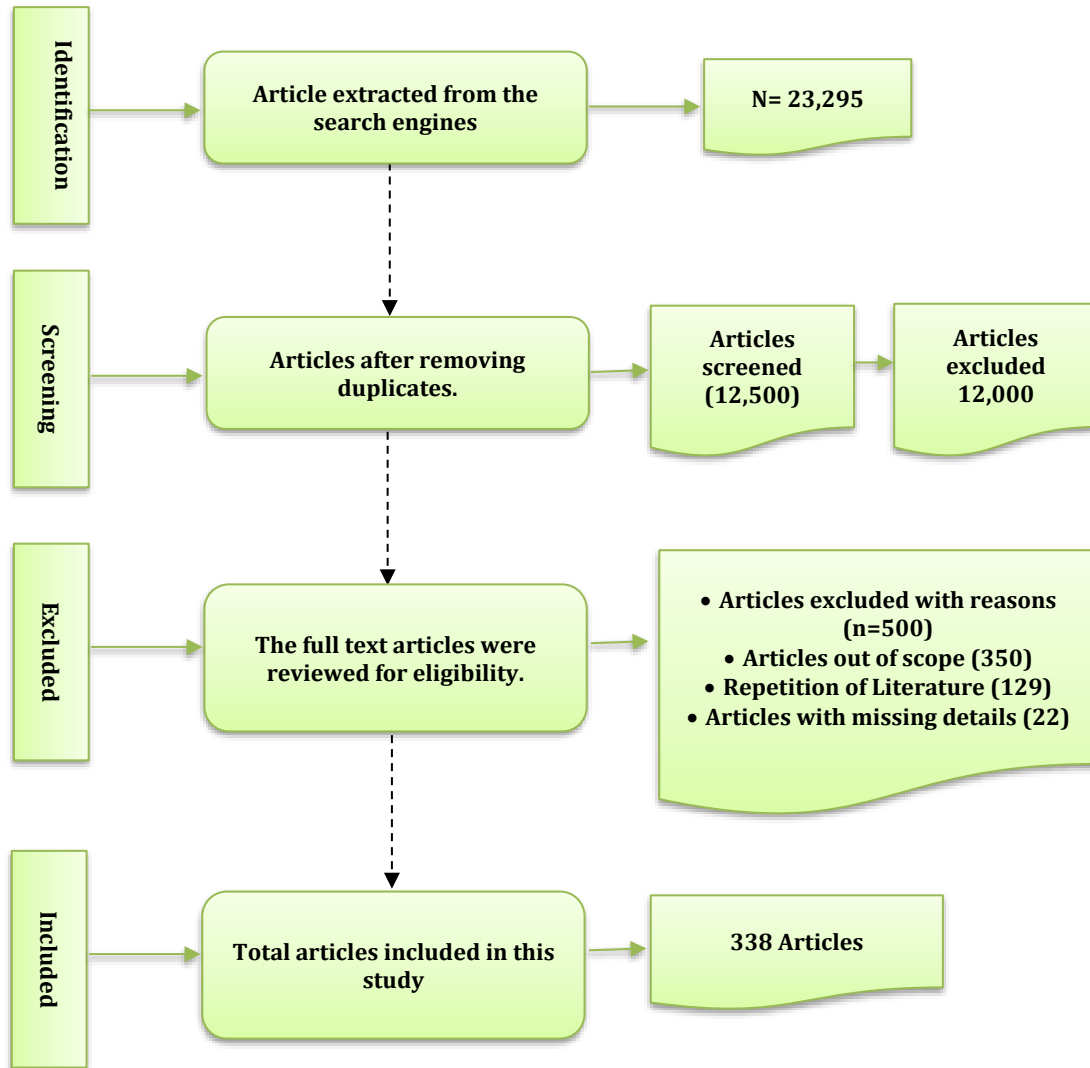 Identification
Article extracted from the
search engines
N= 23,295
Screening
Articles after removing
duplicates.
Articles
screened
(12,500)
Articles
excluded
12,000
Excluded
The full text articles were
reviewed for eligibility.
• Articles excluded with reasons
(n=500)
• Articles out of scope (350)
• Repetition of Literature (129)
• Articles with missing details (22)
Included
Total articles included in this
study
338 Articles